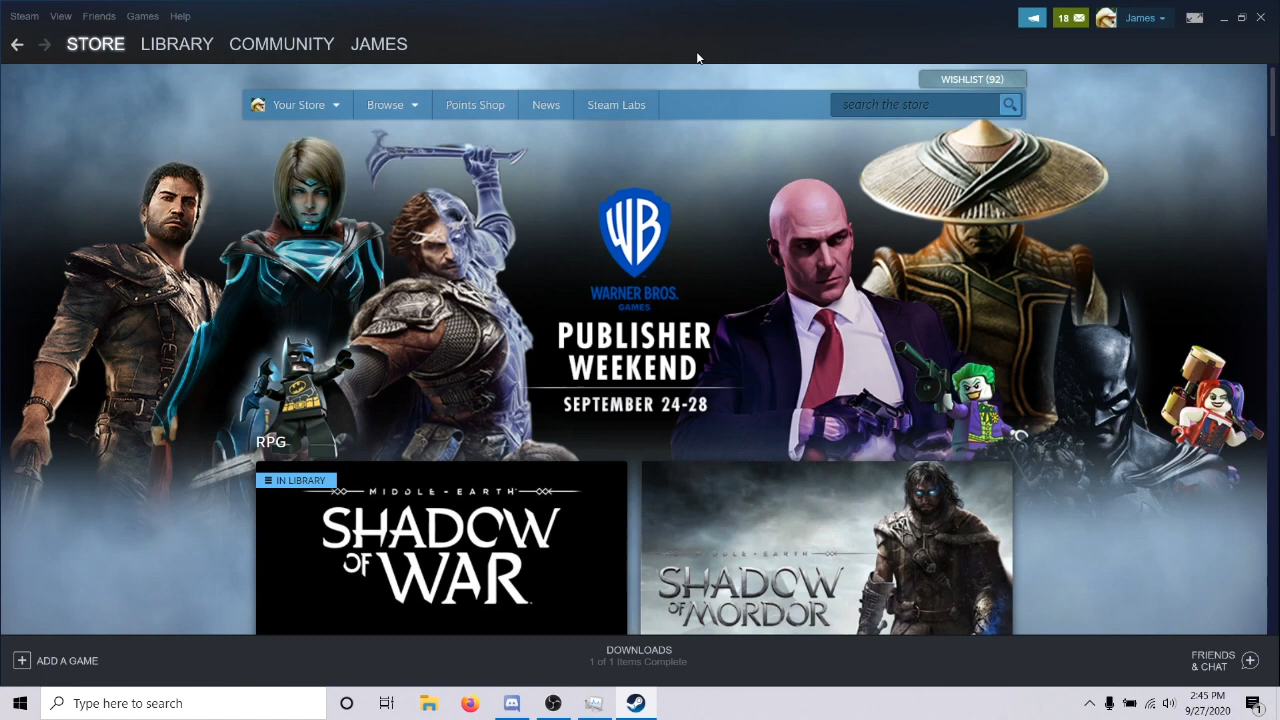 Steam View Friends Games Help
18 James
STORE LIBRARY COMMUNITY JAMES
WISHLIST (92)
Your Store Browse Points Shop News Steam Labs search the store
WB
WARNER BROS.
GAMES
PUBLISHER
WEEKEND
SEPTEMBER 24-28
RPG
IN LIBRARY
MIDDLE-EARTH
SHADOW
OF WAR
MIDDLE-EARTH
SHADOW
OF MORDOR
ADD A GAME
DOWNLOADS
1 of 1 Items Complete
FRIENDS
& CHAT
Type here to search
2:45 PM
9/27/2020
1